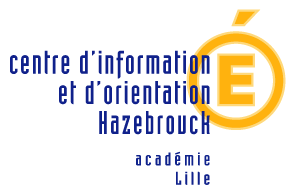 centre d'information
et d'orientation
Hazebrouck
É
académie
Lille